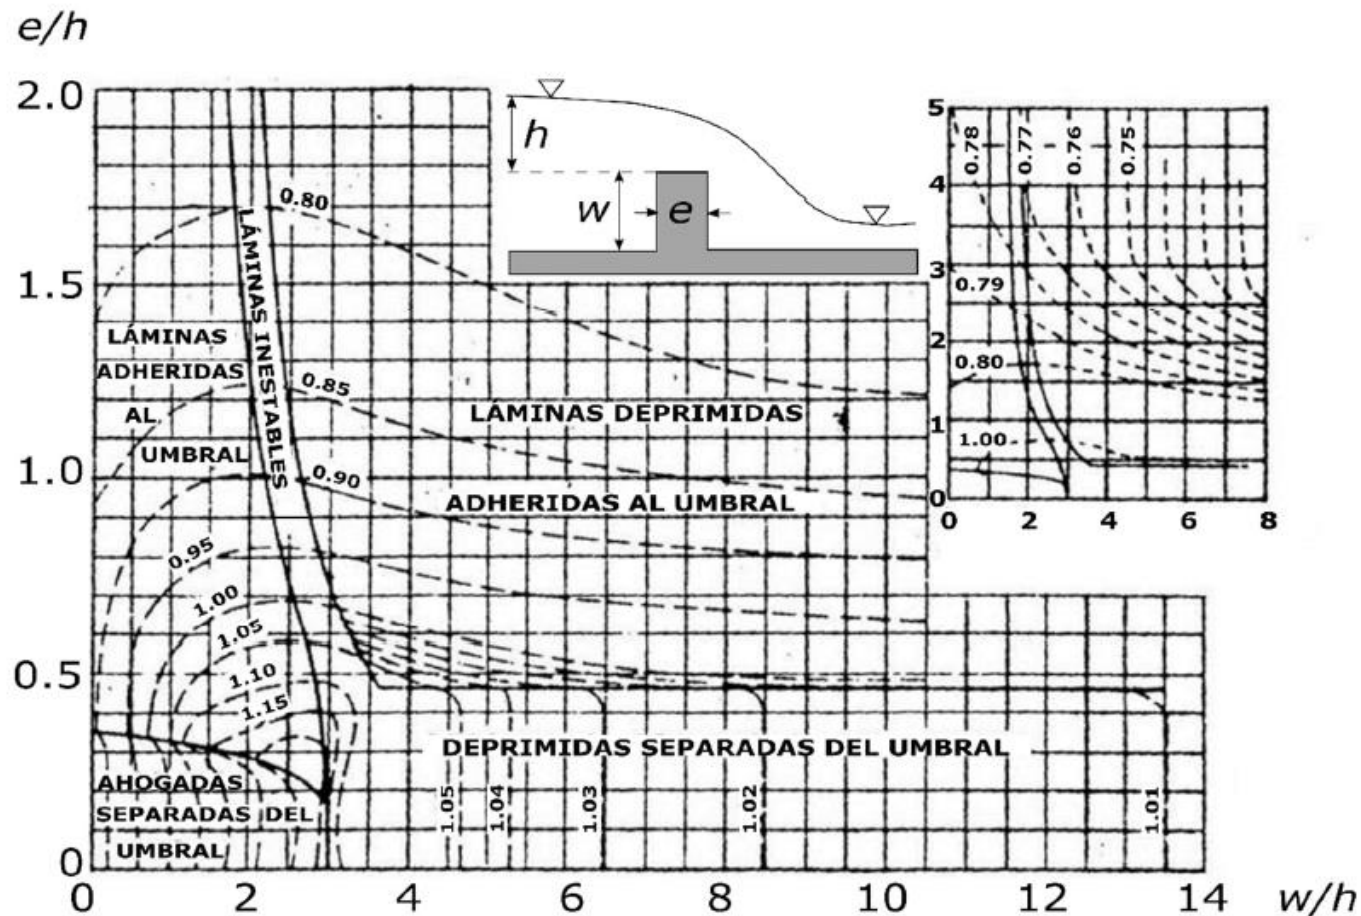 e/h
2.0
1.5
1.0
0.5
0
0
2
4
6
8
10
12
14
w/h
h
w
e
0.80
0.85
0.90
0.95
1.00
1.05
1.10
1.15
LÁMINAS
ADHERIDAS
AL
UMBRAL
LÁMINAS INESTABLES
LÁMINAS DEPRIMIDAS
ADHERIDAS AL UMBRAL
DEPRIMIDAS SEPARADAS DEL UMBRAL
AHOGADAS
SEPARADAS DEL
UMBRAL
1.05
1.04
1.03
1.02
1.01
5
4
3
2
1
0
0
2
4
6
8
0.78
0.77
0.76
0.75
0.79
0.80
1.00